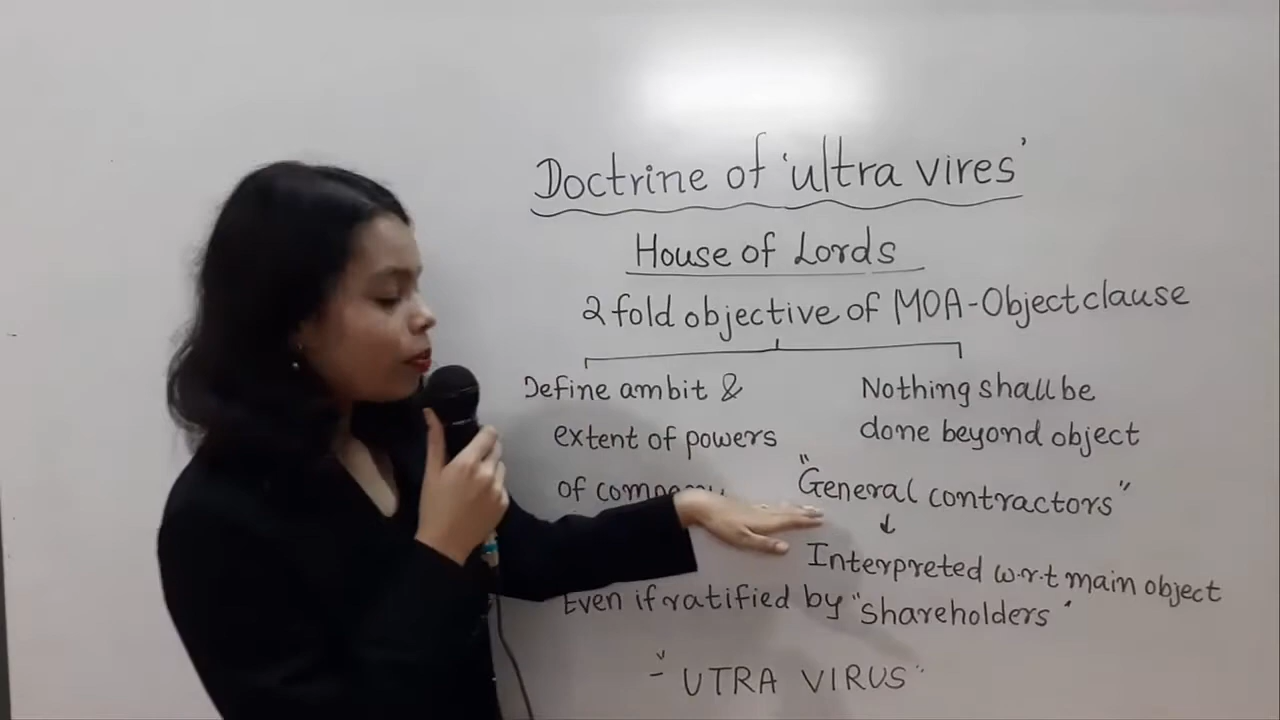 Doctrine of 'ultra vires'
House of Lords
2 fold objective of MOA-Object clause
Define ambit &
extent of powers
of company
Nothing shall be
done beyond object
"General contractors"
↓
Interpreted w.r.t main object
Even if ratified by "shareholders"
- "UTRA VIRUS"